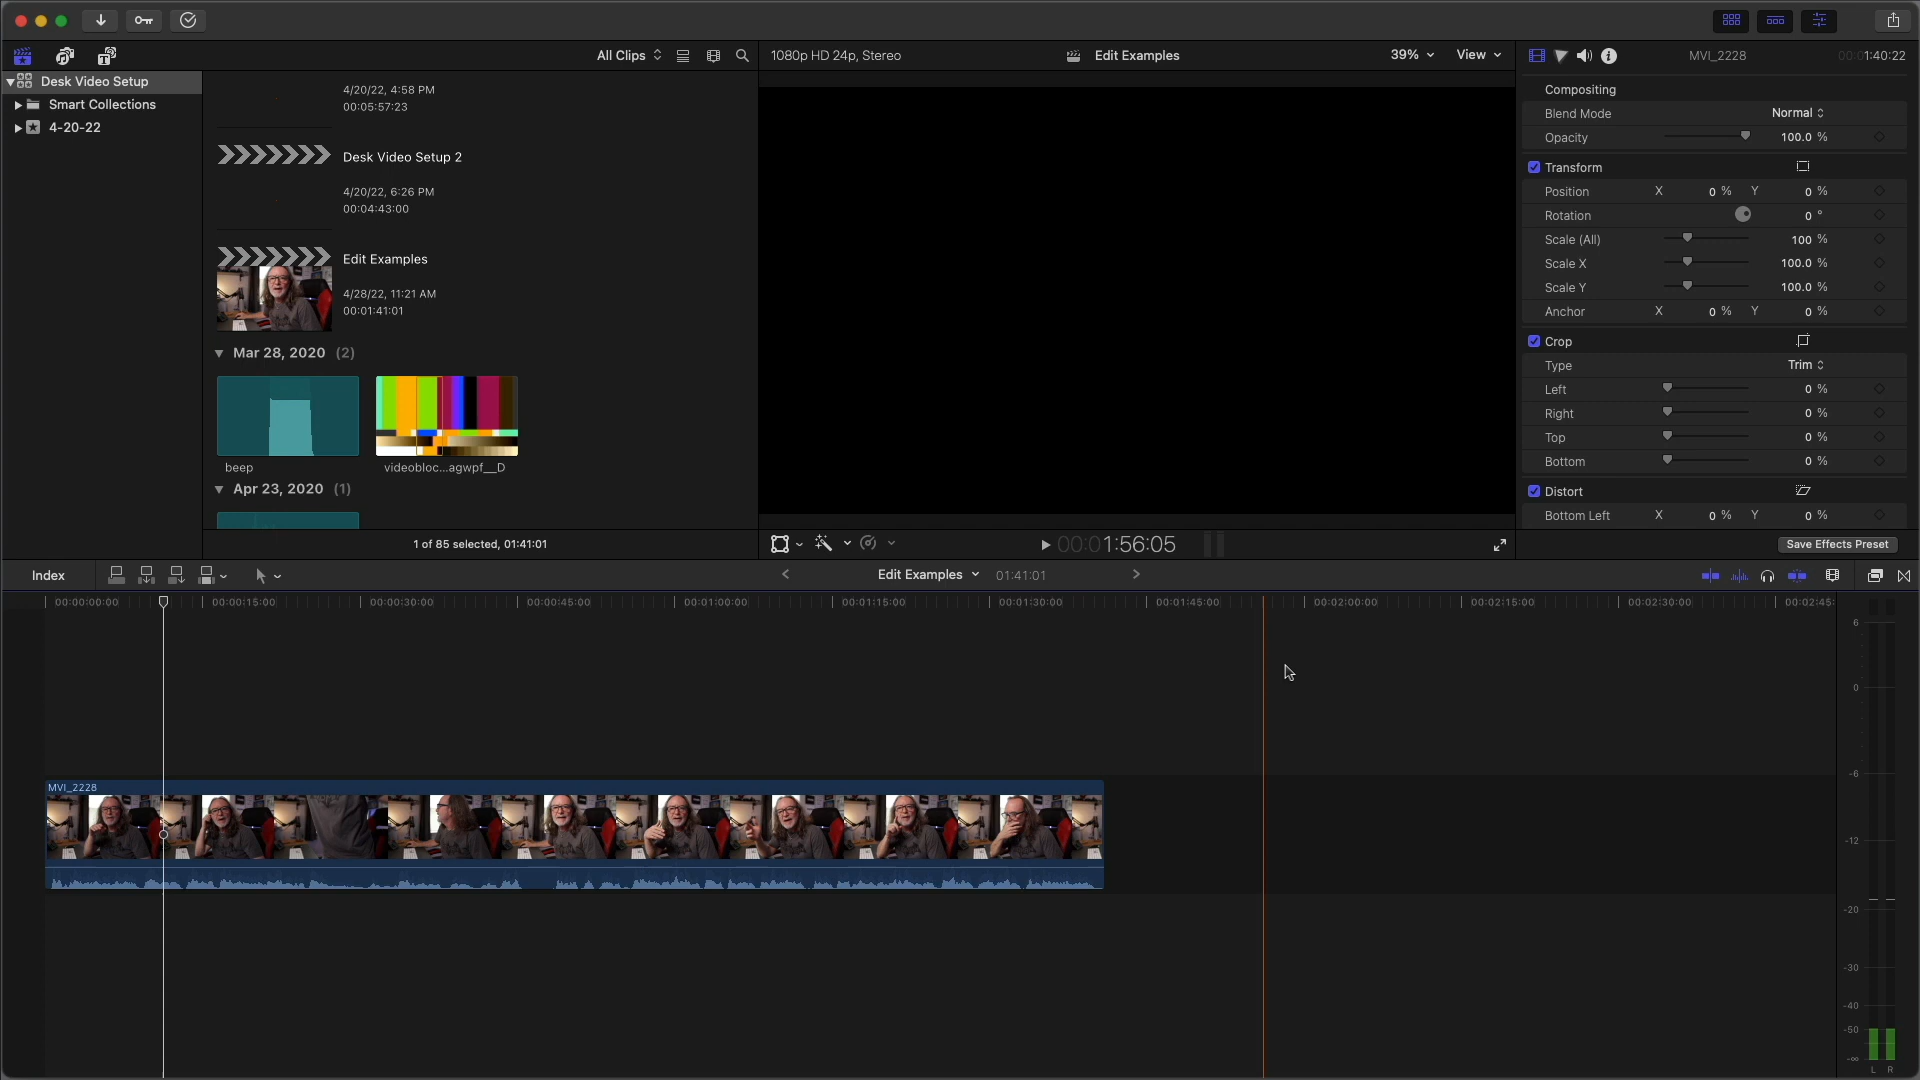 All Clips
1080p HD 24p, Stereo
Edit Examples
39%
View
MVI_2228
00:01:40:22
Desk Video Setup
Smart Collections
4-20-22
4/20/22, 4:58 PM
00:05:57:23
Desk Video Setup 2
4/20/22, 6:26 PM
00:04:43:00
Edit Examples
4/28/22, 11:21 AM
00:01:41:01
Mar 28, 2020 (2)
beep
videobloc...agwpf__D
Apr 23, 2020 (1)
1 of 85 selected, 01:41:01
00:01:56:05
Compositing
Blend Mode Normal
Opacity 100.0 %
Transform
Position X 0 % Y 0 %
Rotation 0 °
Scale (All) 100 %
Scale X 100.0 %
Scale Y 100.0 %
Anchor X 0 % Y 0 %
Crop
Type Trim
Left 0 %
Right 0 %
Top 0 %
Bottom 0 %
Distort
Bottom Left X 0 % Y 0 %
Save Effects Preset
Index
Edit Examples 01:41:01
00:00:00:00 00:00:15:00 00:00:30:00 00:00:45:00 00:01:00:00 00:01:15:00 00:01:30:00 00:01:45:00 00:02:00:00 00:02:15:00 00:02:30:00 00:02:45:
MVI_2228
6
0
-6
-12
-20
-30
-40
-50
-∞
L R